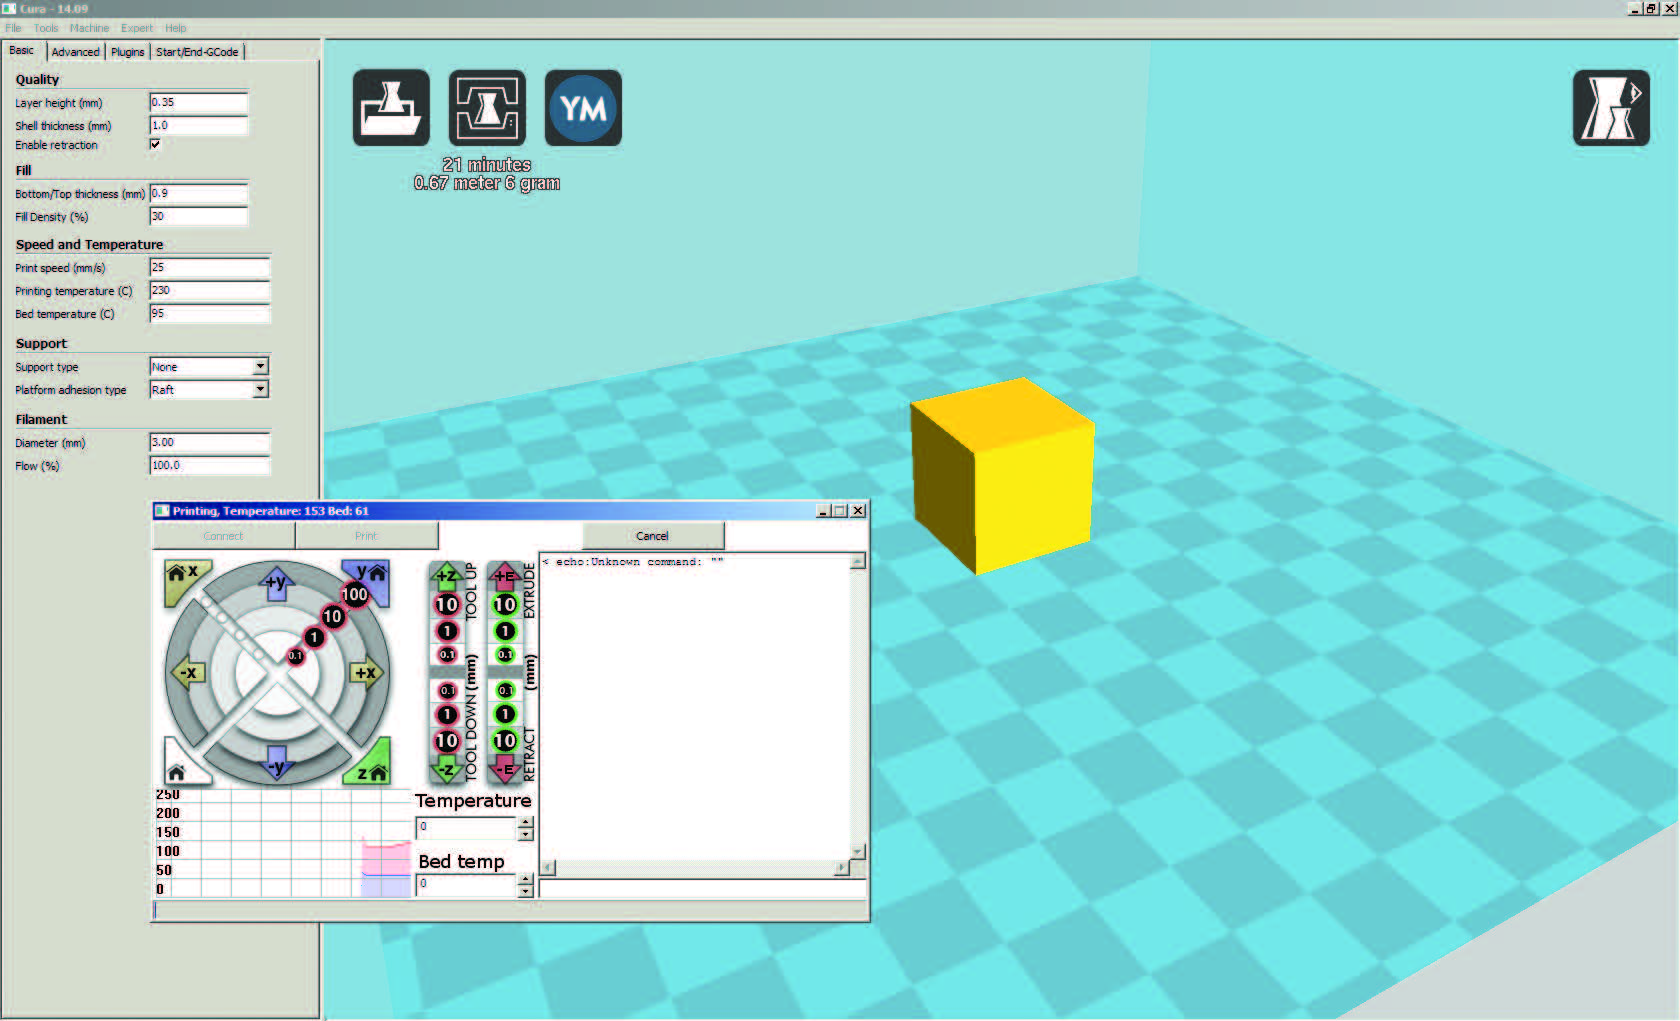 Cura - 14.09
File Tools Machine Expert Help
Basic Advanced Plugins Start/End-GCode
Quality
Layer height (mm) 0.35
Shell thickness (mm) 1.0
Enable retraction
Fill
Bottom/Top thickness (mm) 0.9
Fill Density (%) 30
Speed and Temperature
Print speed (mm/s) 25
Printing temperature (C) 230
Bed temperature (C) 95
Support
Support type None
Platform adhesion type Raft
Filament
Diameter (mm) 3.00
Flow (%) 100.0
YM
21 minutes
0.67 meter 6 gram
Printing, Temperature: 153 Bed: 61
Connect Print Cancel
x
+y
y
100
10
1
0.1
-x
+x
-y
z
+Z
10
1
0.1
0.1
1
10
-Z
TOOL UP
(mm)
TOOL DOWN
+E
10
1
0.1
0.1
1
10
-E
EXTRUDE
(mm)
RETRACT
< echo:Unknown command: ""
250
200
150
100
50
0
Temperature
0
Bed temp
0